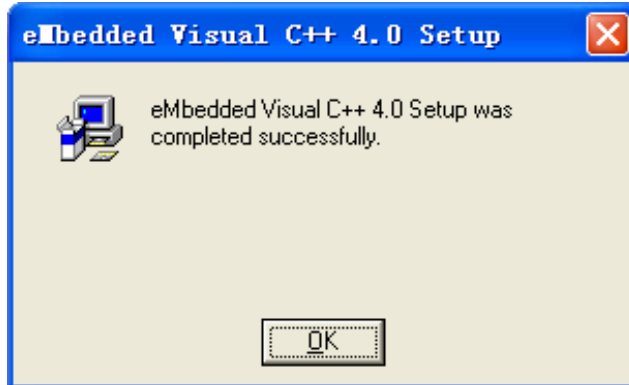 eMbedded Visual C++ 4.0 Setup
eMbedded Visual C++ 4.0 Setup was
completed successfully.
OK